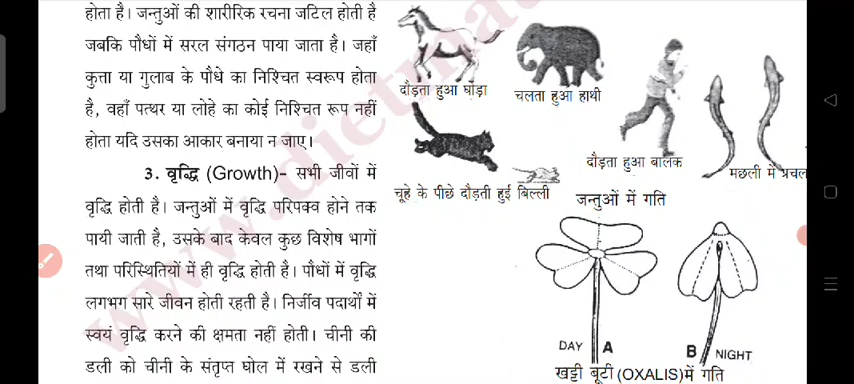 होता है। जन्तुओं की शारीरिक रचना जटिल होती है
जबकि पौधों में सरल संगठन पाया जाता है। जहाँ
कुत्ता या गुलाब के पौधे का निश्चित स्वरूप होता
है, वहाँ पत्थर या लोहे का कोई निश्चित रूप नहीं
होता यदि उसका आकार बनाया न जाए।
3. वृद्धि (Growth)- सभी जीवों में
वृद्धि होती है। जन्तुओं में वृद्धि परिपक्व होने तक
पायी जाती है, उसके बाद केवल कुछ विशेष भागों
तथा परिस्थितियों में ही वृद्धि होती है। पौधों में वृद्धि
लगभग सारे जीवन होती रहती है। निर्जीव पदार्थों में
स्वयं वृद्धि करने की क्षमता नहीं होती। चीनी की
डली को चीनी के संतृप्त घोल में रखने से डली
दौड़ता हुआ घोड़ा
चलता हुआ हाथी
दौड़ता हुआ बालक
मछली में प्रचल
चूहे के पीछे दौड़ती हुई बिल्ली
जन्तुओं में गति
DAY A
B NIGHT
खट्टी बूटी (OXALIS) में गति